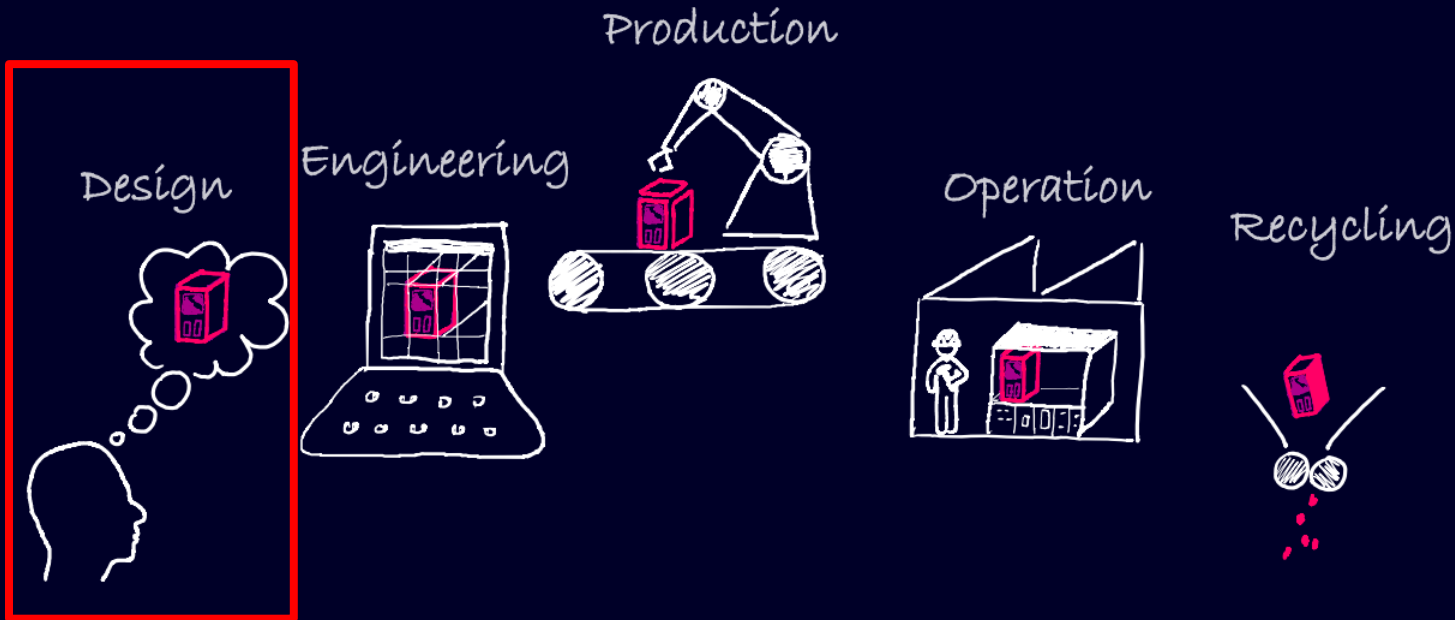 Design
Engineering
Production
Operation
Recycling